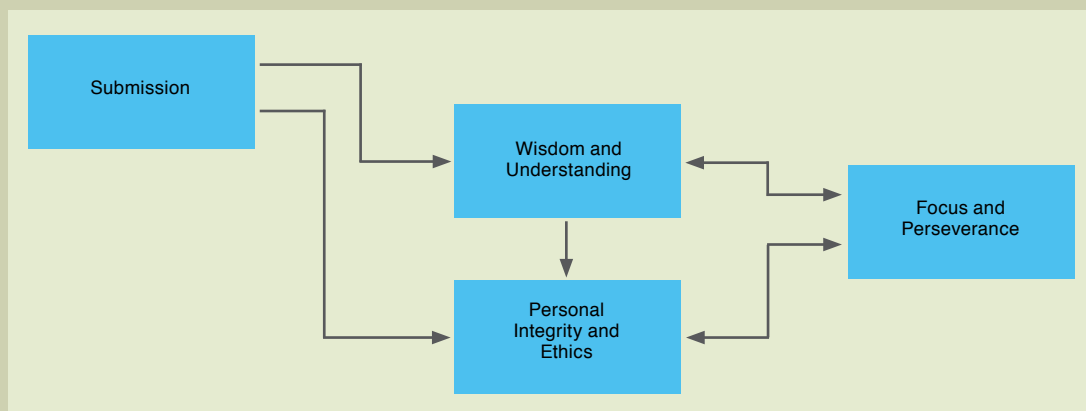 Submission
Wisdom and
Understanding
Focus and
Perseverance
Personal
Integrity and
Ethics